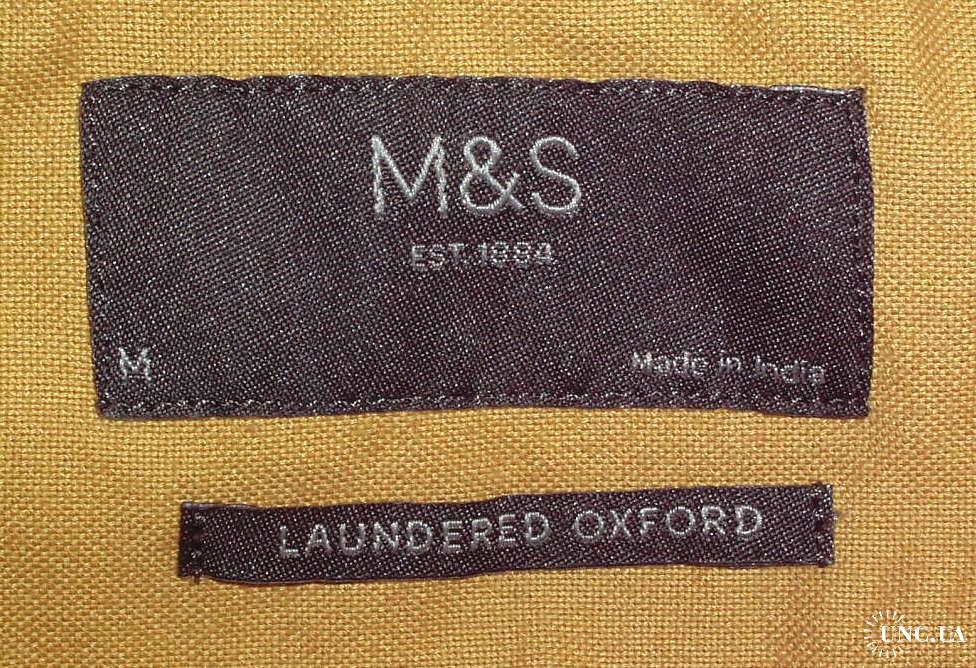 M&S
EST. 1884
M
Made in India
LAUNDERED OXFORD
UNC.UA